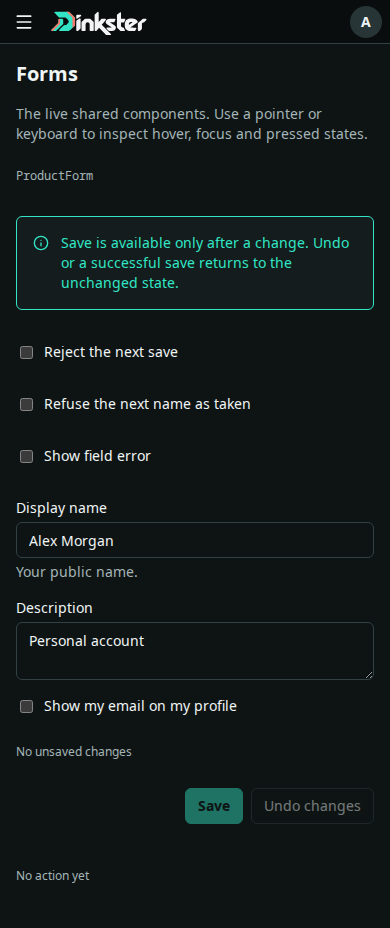 Dinkster
A
Forms
The live shared components. Use a pointer or
keyboard to inspect hover, focus and pressed states.
ProductForm
Save is available only after a change. Undo
or a successful save returns to the
unchanged state.
Reject the next save
Refuse the next name as taken
Show field error
Display name
Alex Morgan
Your public name.
Description
Personal account
Show my email on my profile
No unsaved changes
Save
Undo changes
No action yet